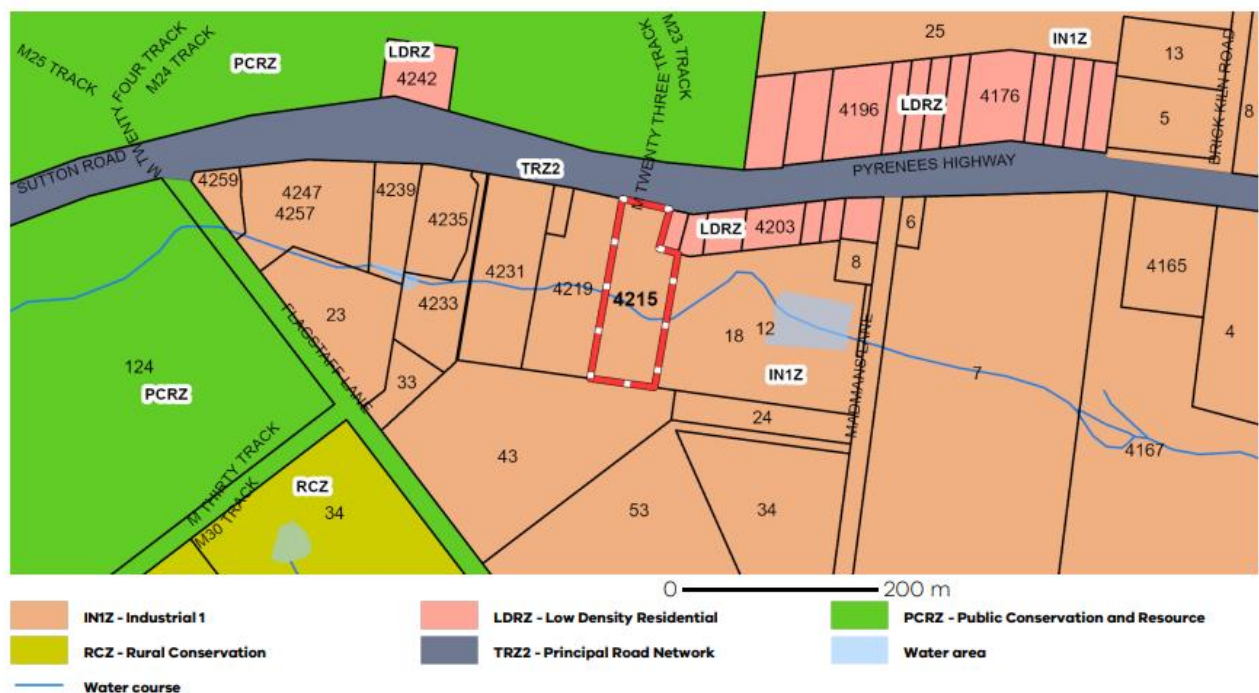 M25 TRACK
M TWENTY FOUR TRACK
M24 TRACK
PCRZ
LDRZ
4242
M TWENTY THREE TRACK
M23 TRACK
25
IN1Z
13
4196
LDRZ
4176
5
BRICK KILN ROAD
8
SUTTON ROAD
TRZ2
PYRENEES HIGHWAY
4259
4247
4257
4239
4235
4231
4219
4215
LDRZ
4203
6
8
4165
4
4233
23
33
18
12
IN1Z
MADMANS LANE
7
124
PCRZ
FLAGSTAFF LANE
24
4167
43
53
34
M THIRTY TRACK
M30 TRACK
RCZ
34
0 200 m
IN1Z - Industrial 1
LDRZ - Low Density Residential
PCRZ - Public Conservation and Resource
RCZ - Rural Conservation
TRZ2 - Principal Road Network
Water area
Water course